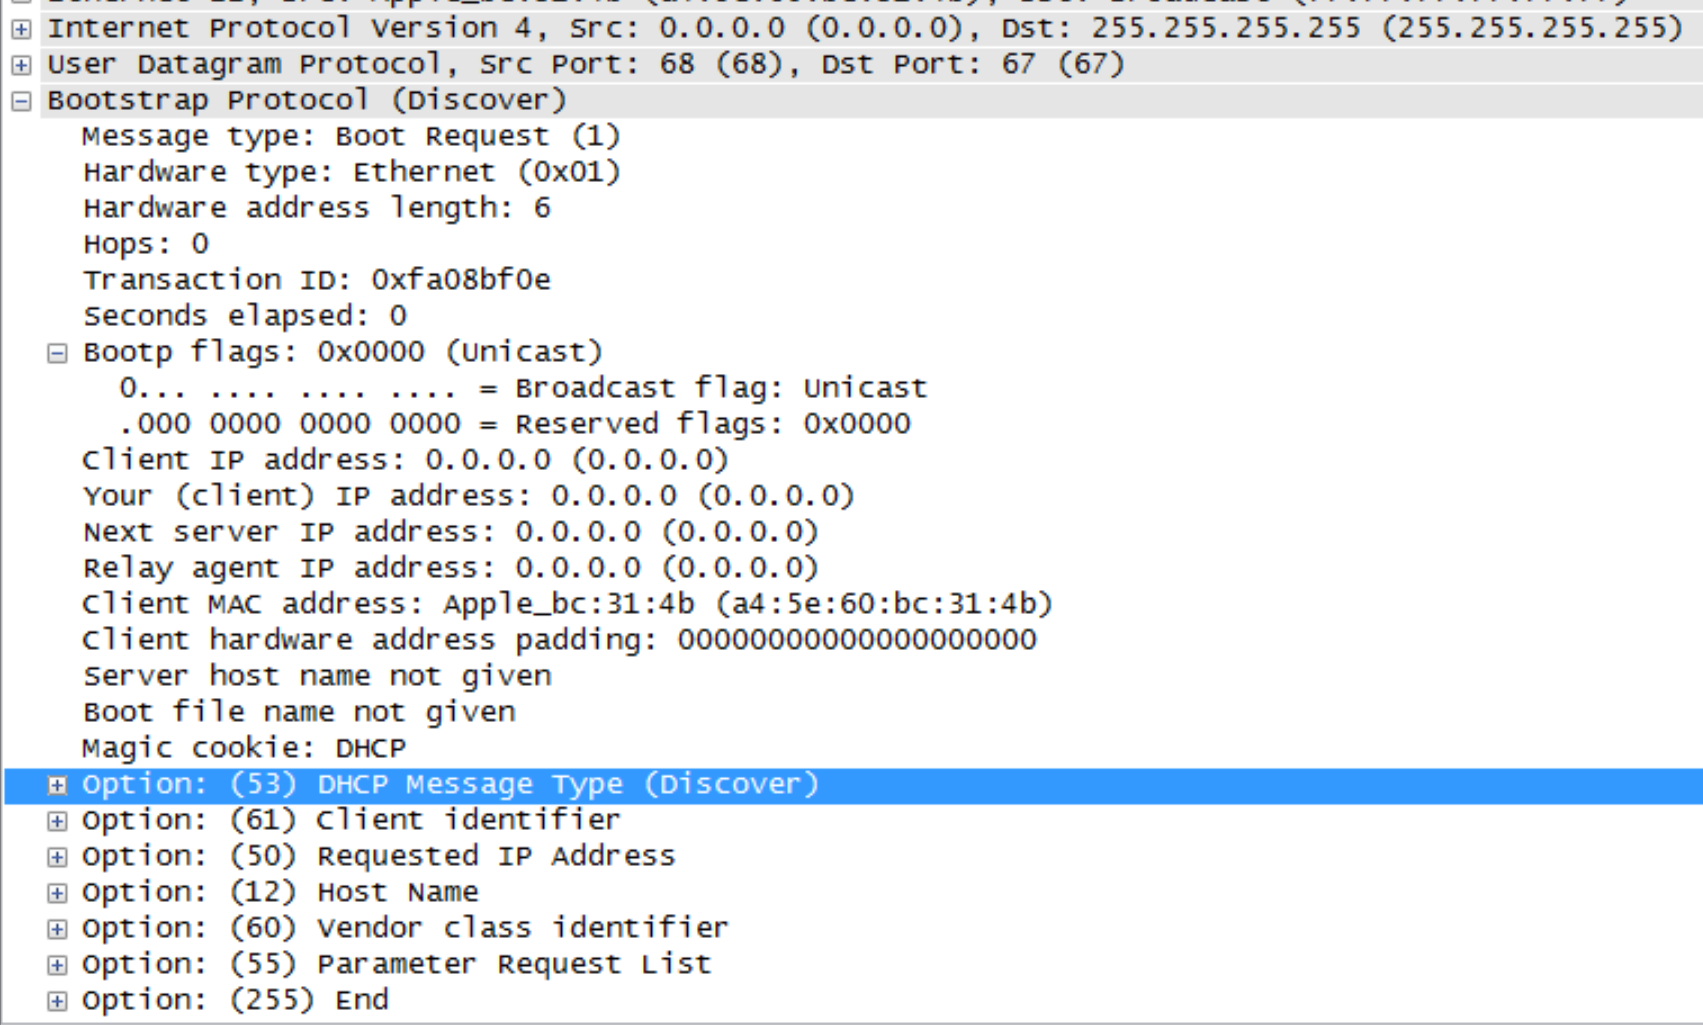 Internet Protocol Version 4, Src: 0.0.0.0 (0.0.0.0), Dst: 255.255.255.255 (255.255.255.255)
User Datagram Protocol, Src Port: 68 (68), Dst Port: 67 (67)
Bootstrap Protocol (Discover)
Message type: Boot Request (1)
Hardware type: Ethernet (0x01)
Hardware address length: 6
Hops: 0
Transaction ID: 0xfa08bf0e
Seconds elapsed: 0
Bootp flags: 0x0000 (Unicast)
0... .... .... .... = Broadcast flag: Unicast
.000 0000 0000 0000 = Reserved flags: 0x0000
Client IP address: 0.0.0.0 (0.0.0.0)
Your (client) IP address: 0.0.0.0 (0.0.0.0)
Next server IP address: 0.0.0.0 (0.0.0.0)
Relay agent IP address: 0.0.0.0 (0.0.0.0)
Client MAC address: Apple_bc:31:4b (a4:5e:60:bc:31:4b)
Client hardware address padding: 00000000000000000000
Server host name not given
Boot file name not given
Magic cookie: DHCP
Option: (53) DHCP Message Type (Discover)
Option: (61) Client identifier
Option: (50) Requested IP Address
Option: (12) Host Name
Option: (60) Vendor class identifier
Option: (55) Parameter Request List
Option: (255) End